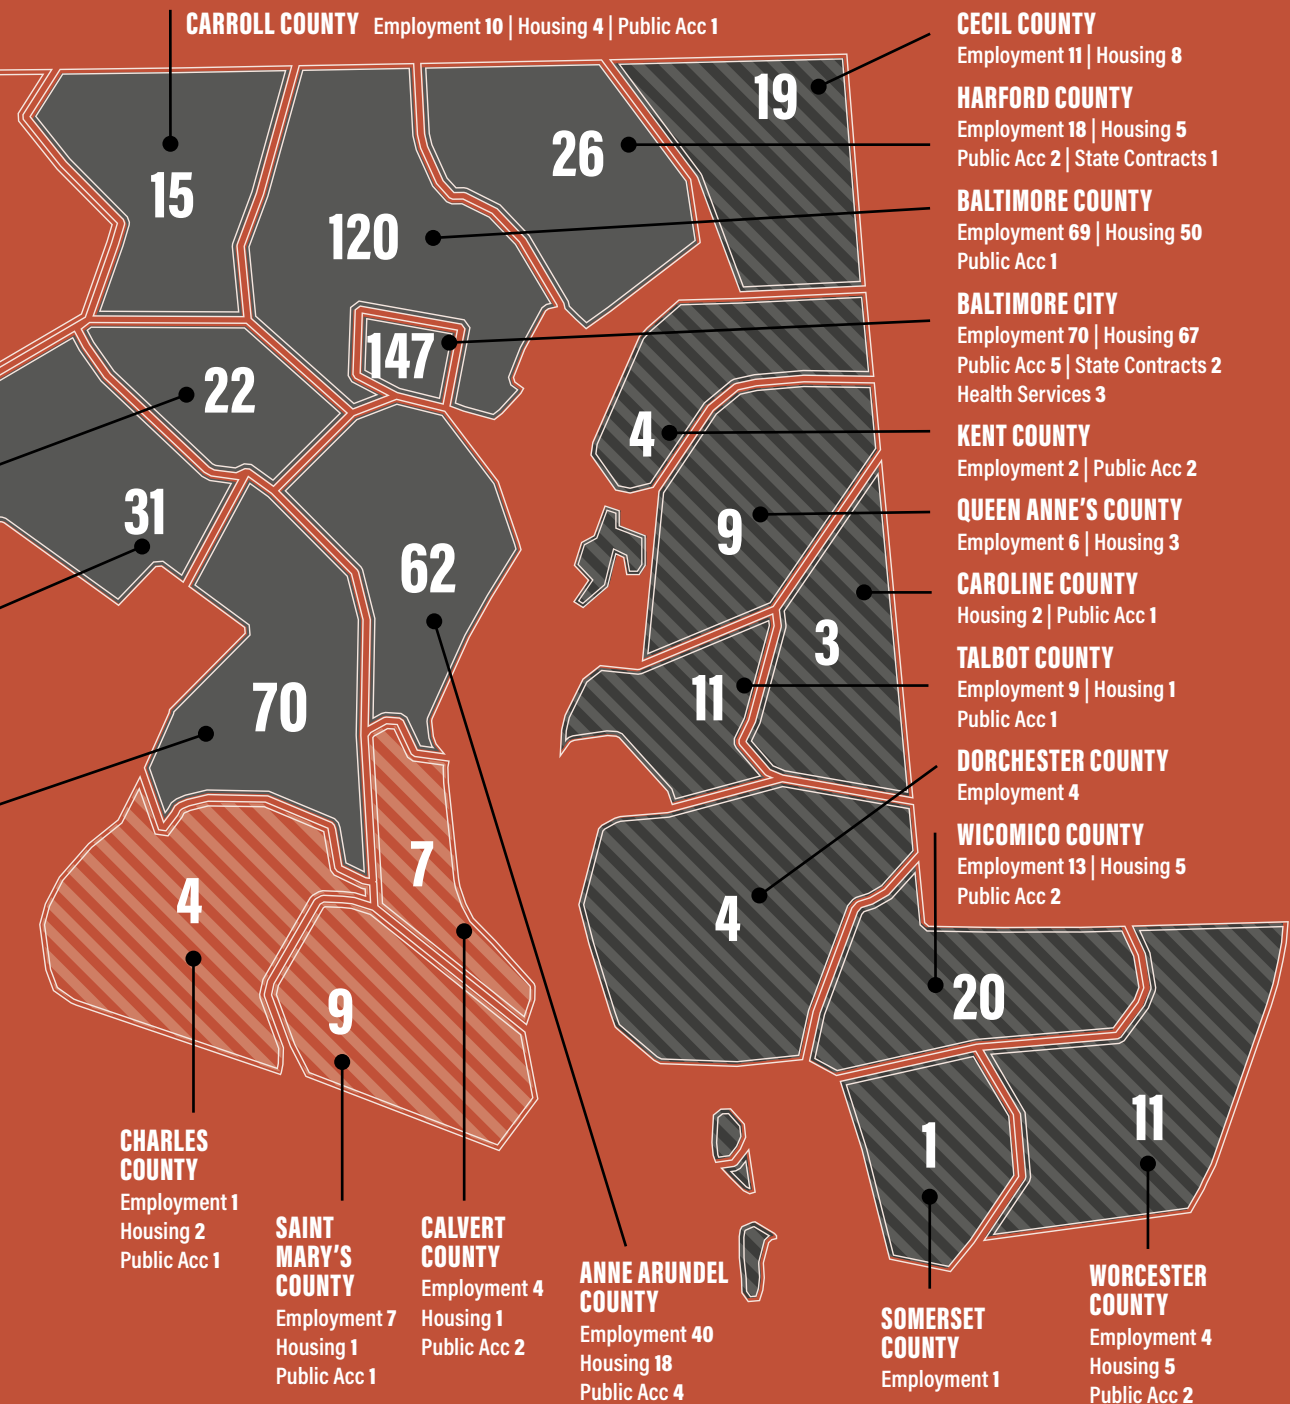 CARROLL COUNTY Employment 10 | Housing 4 | Public Acc 1
CECIL COUNTY
Employment 11 | Housing 8
HARFORD COUNTY
Employment 18 | Housing 5
Public Acc 2 | State Contracts 1
BALTIMORE COUNTY
Employment 69 | Housing 50
Public Acc 1
BALTIMORE CITY
Employment 70 | Housing 67
Public Acc 5 | State Contracts 2
Health Services 3
KENT COUNTY
Employment 2 | Public Acc 2
QUEEN ANNE'S COUNTY
Employment 6 | Housing 3
CAROLINE COUNTY
Housing 2 | Public Acc 1
TALBOT COUNTY
Employment 9 | Housing 1
Public Acc 1
DORCHESTER COUNTY
Employment 4
WICOMICO COUNTY
Employment 13 | Housing 5
Public Acc 2
19
26
15
120
147
22
4
31
9
62
3
11
70
7
4
4
20
9
11
1
CHARLES
COUNTY
Employment 1
Housing 2
Public Acc 1
SAINT
MARY'S
COUNTY
Employment 7
Housing 1
Public Acc 1
CALVERT
COUNTY
Employment 4
Housing 1
Public Acc 2
ANNE ARUNDEL
COUNTY
Employment 40
Housing 18
Public Acc 4
SOMERSET
COUNTY
Employment 1
WORCESTER
COUNTY
Employment 4
Housing 5
Public Acc 2